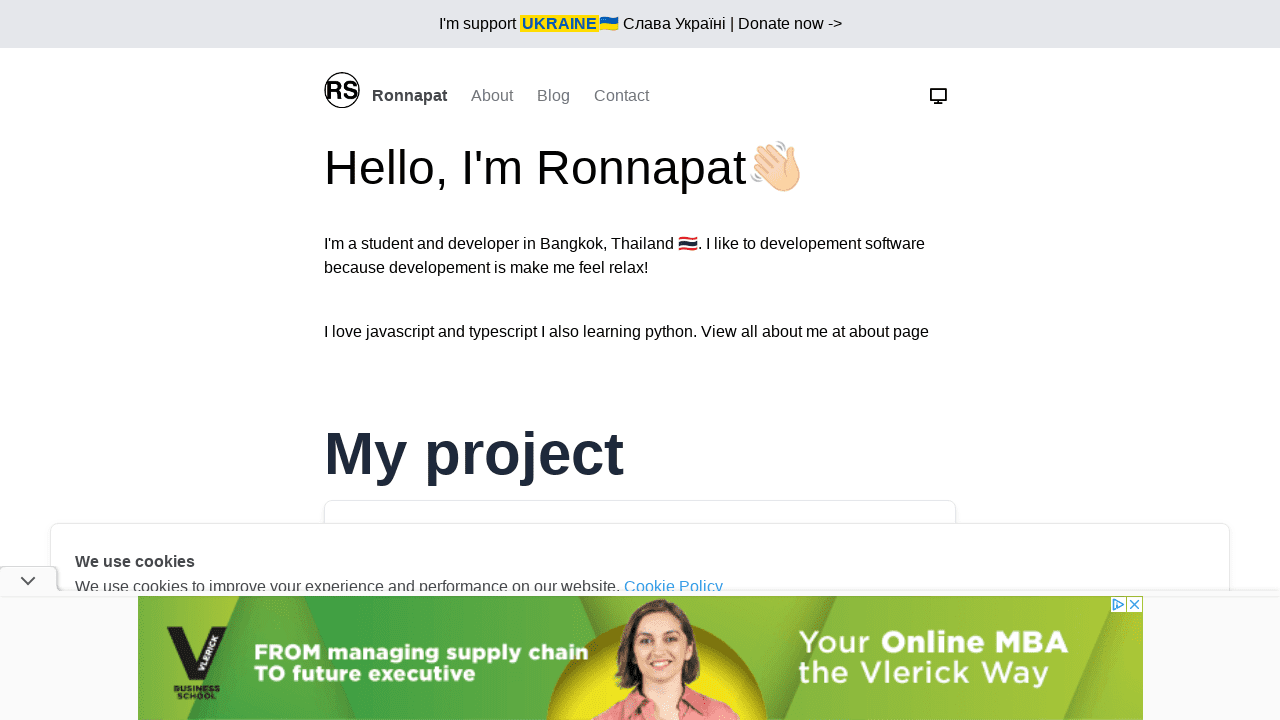 I'm support UKRAINE🇺🇦 Слава Україні | Donate now ->
RS Ronnapat About Blog Contact
Hello, I'm Ronnapat👋🏻
I'm a student and developer in Bangkok, Thailand 🇹🇭. I like to developement software
because developement is make me feel relax!
I love javascript and typescript I also learning python. View all about me at about page
My project
We use cookies
We use cookies to improve your experience and performance on our website. Cookie Policy
V VLERICK
BUSINESS
SCHOOL
FROM managing supply chain
TO future executive
Your Online MBA
the Vlerick Way